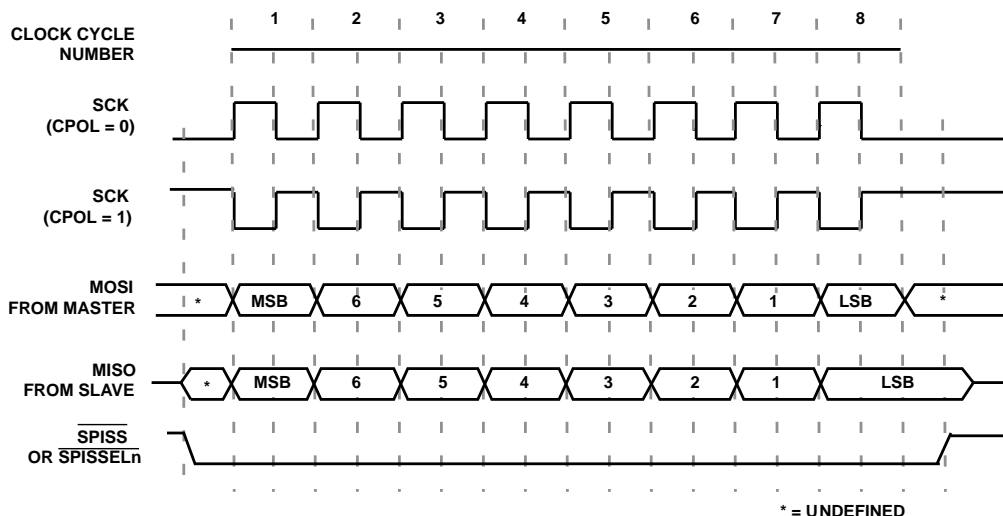 1 2 3 4 5 6 7 8
CLOCK CYCLE
NUMBER
SCK
(CPOL = 0)
SCK
(CPOL = 1)
MOSI
FROM MASTER
* MSB 6 5 4 3 2 1 LSB *
MISO
FROM SLAVE
* MSB 6 5 4 3 2 1 LSB
SPISS
OR SPISSELn
* = UNDEFINED